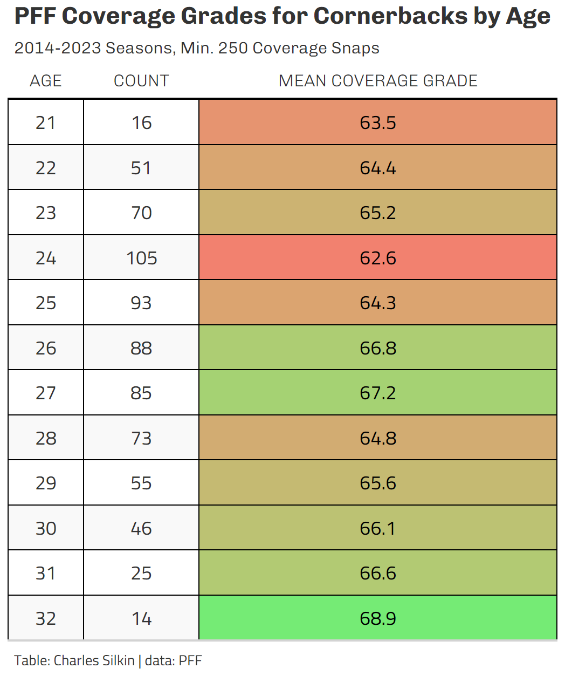 PFF Coverage Grades for Cornerbacks by Age
2014-2023 Seasons, Min. 250 Coverage Snaps
AGE COUNT MEAN COVERAGE GRADE
21 16 63.5
22 51 64.4
23 70 65.2
24 105 62.6
25 93 64.3
26 88 66.8
27 85 67.2
28 73 64.8
29 55 65.6
30 46 66.1
31 25 66.6
32 14 68.9
Table: Charles Silkin | data: PFF